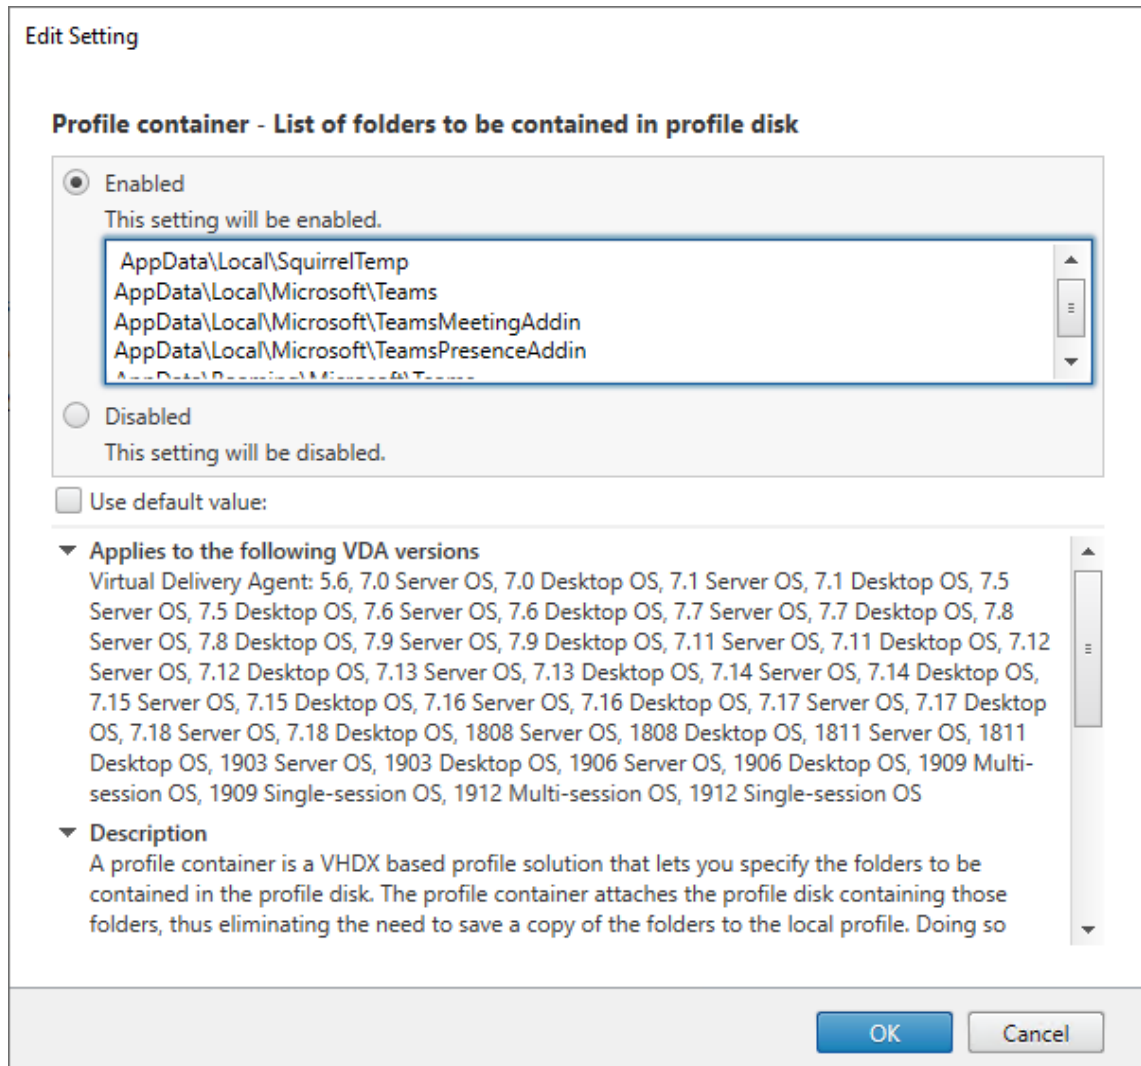 Edit Setting
Profile container - List of folders to be contained in profile disk
Enabled
This setting will be enabled.
AppData\Local\SquirrelTemp
AppData\Local\Microsoft\Teams
AppData\Local\Microsoft\TeamsMeetingAddin
AppData\Local\Microsoft\TeamsPresenceAddin
AppData\Roaming\Microsoft\Teams
Disabled
This setting will be disabled.
Use default value:
Applies to the following VDA versions
Virtual Delivery Agent: 5.6, 7.0 Server OS, 7.0 Desktop OS, 7.1 Server OS, 7.1 Desktop OS, 7.5
Server OS, 7.5 Desktop OS, 7.6 Server OS, 7.6 Desktop OS, 7.7 Server OS, 7.7 Desktop OS, 7.8
Server OS, 7.8 Desktop OS, 7.9 Server OS, 7.9 Desktop OS, 7.11 Server OS, 7.11 Desktop OS, 7.12
Server OS, 7.12 Desktop OS, 7.13 Server OS, 7.13 Desktop OS, 7.14 Server OS, 7.14 Desktop OS,
7.15 Server OS, 7.15 Desktop OS, 7.16 Server OS, 7.16 Desktop OS, 7.17 Server OS, 7.17 Desktop
OS, 7.18 Server OS, 7.18 Desktop OS, 1808 Server OS, 1808 Desktop OS, 1811 Server OS, 1811
Desktop OS, 1903 Server OS, 1903 Desktop OS, 1906 Server OS, 1906 Desktop OS, 1909 Multi-
session OS, 1909 Single-session OS, 1912 Multi-session OS, 1912 Single-session OS
Description
A profile container is a VHDX based profile solution that lets you specify the folders to be
contained in the profile disk. The profile container attaches the profile disk containing those
folders, thus eliminating the need to save a copy of the folders to the local profile. Doing so
OK
Cancel